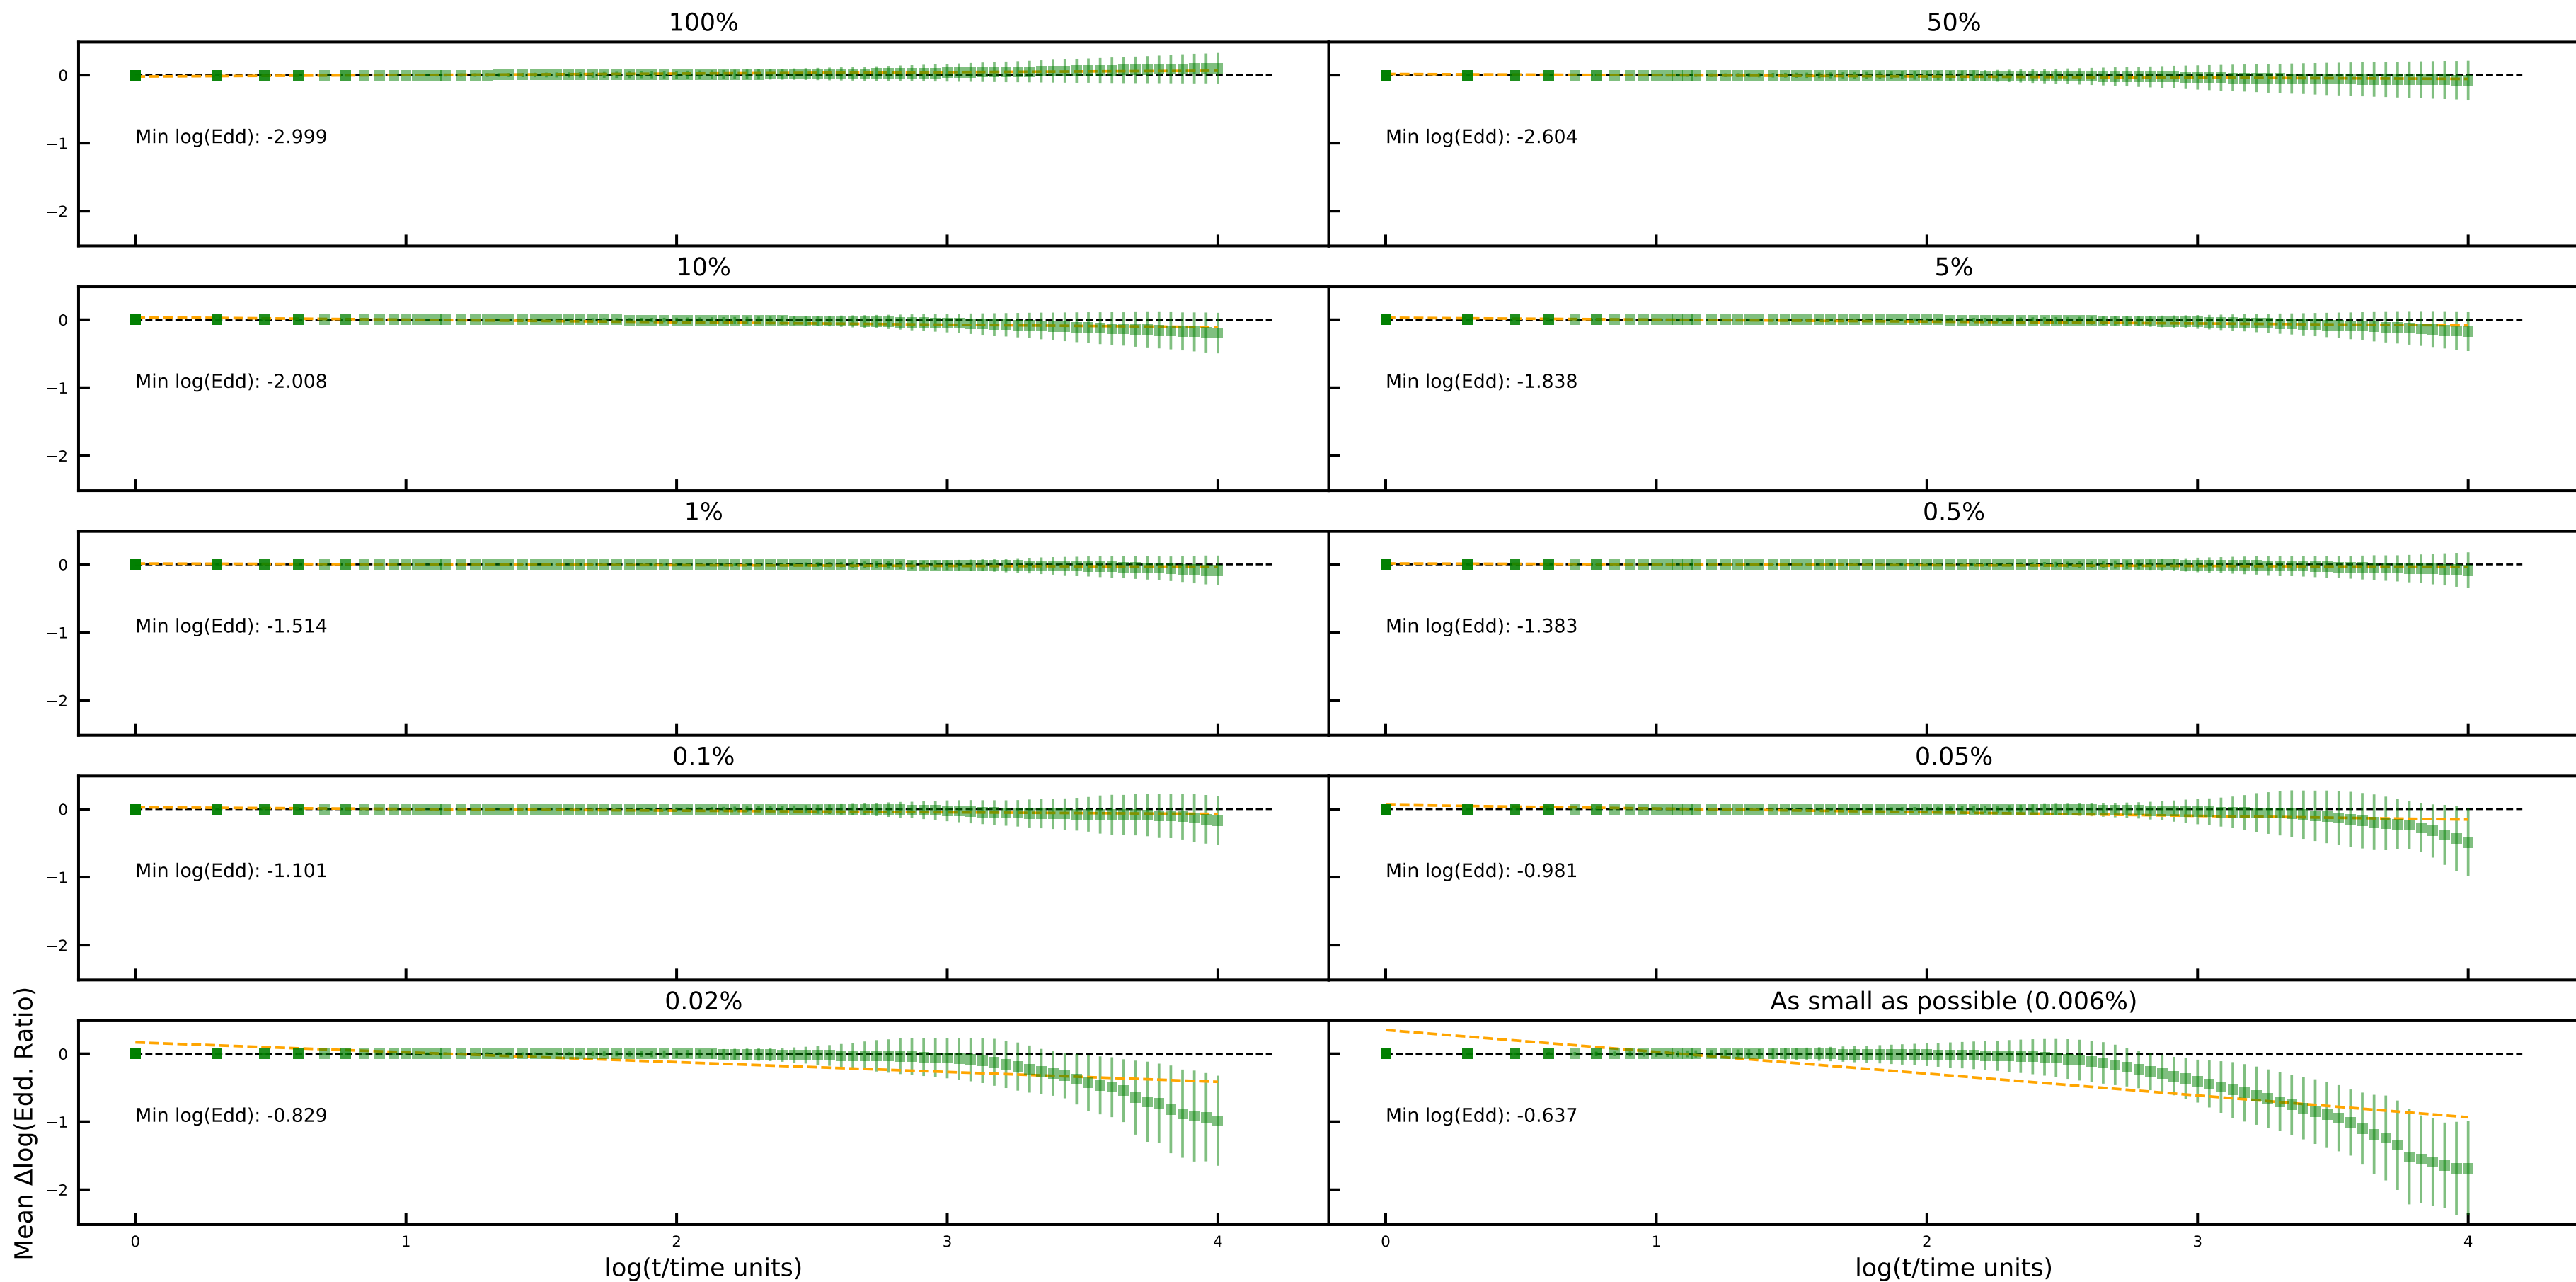 100%
50%
0
−1
−2
Min log(Edd): -2.999
Min log(Edd): -2.604
10%
5%
0
−1
−2
Min log(Edd): -2.008
Min log(Edd): -1.838
1%
0.5%
0
−1
−2
Min log(Edd): -1.514
Min log(Edd): -1.383
0.1%
0.05%
0
−1
−2
Min log(Edd): -1.101
Min log(Edd): -0.981
0.02%
As small as possible (0.006%)
0
−1
−2
Min log(Edd): -0.829
Min log(Edd): -0.637
Mean Δlog(Edd. Ratio)
0 1 2 3 4
0 1 2 3 4
log(t/time units)
log(t/time units)